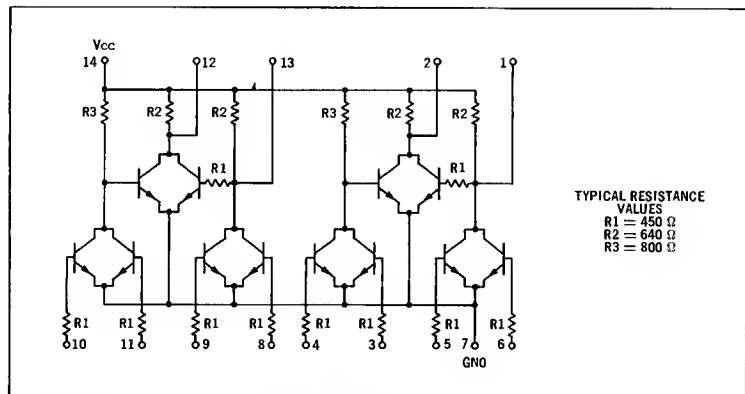 Vcc
14 12 13 2 1
R3 R2 R2 R3 R2 R2
R1 R1
TYPICAL RESISTANCE
VALUES
R1 = 450 Ω
R2 = 640 Ω
R3 = 800 Ω
R1 R1 R1 R1 R1 R1 R1 R1
10 11 9 8 4 3 5 7 6
GND